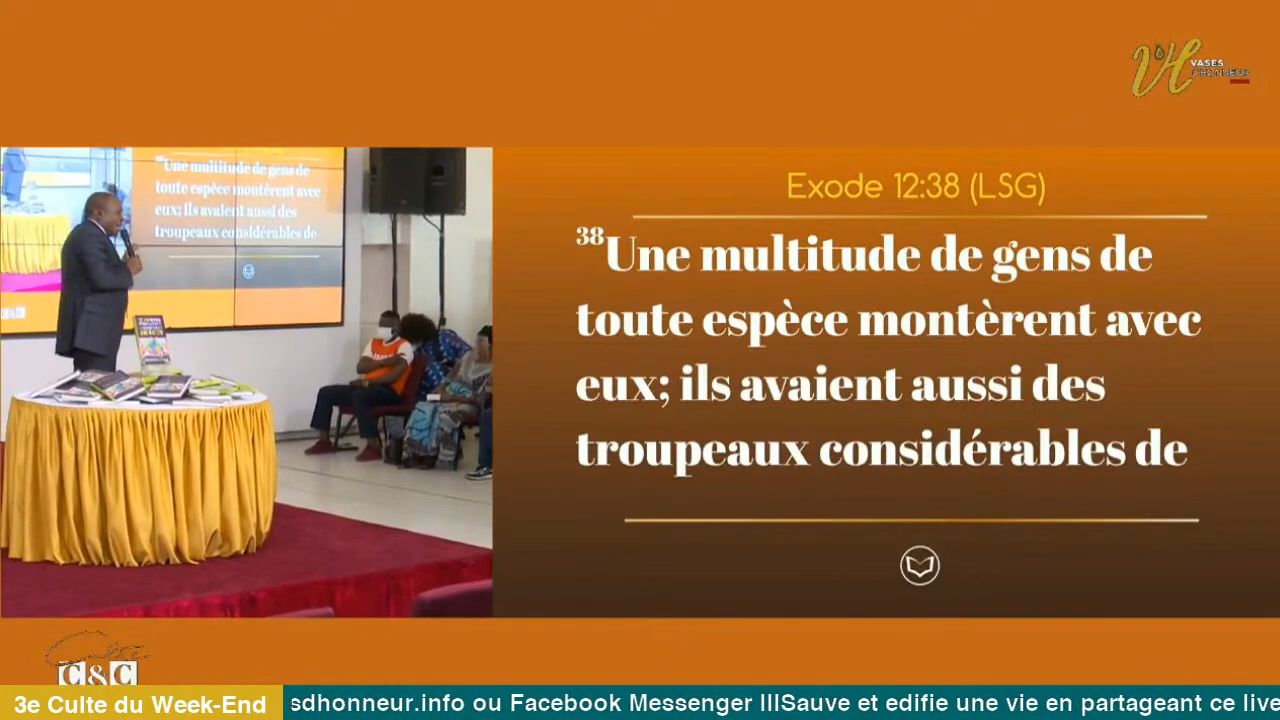 VH VASES
D'HONNEUR
Une multitude de gens de
toute espèce montèrent avec
eux; ils avaient aussi des
troupeaux considérables de
Exode 12:38 (LSG)
38Une multitude de gens de
toute espèce montèrent avec
eux; ils avaient aussi des
troupeaux considérables de
Culte
C&C
3e Culte du Week-End
sdhonneur.info ou Facebook Messenger IIISauve et edifie une vie en partageant ce live